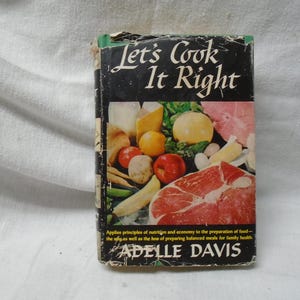 Let's Cook
It Right
Applies principles of nutrition and economy to the preparation of food—
the why as well as the how of preparing balanced meals for family health.
ADELLE DAVIS